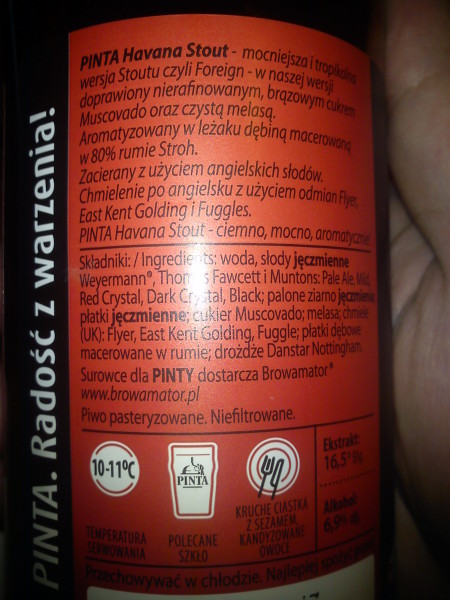 PINTA. Radość z warzenia!
PINTA Havana Stout - mocniejsza i tropikalna
wersja Stoutu czyli Foreign - w naszej wersji
doprawiony nierafinowanym, brązowym cukrem
Muscovado oraz czystą melasą.
Aromatyzowany w leżaku dębiną macerowaną
w 80% rumie Stroh.
Zacierany z użyciem angielskich słodów.
Chmielenie po angielsku z użyciem odmian Flyer,
East Kent Golding i Fuggles.
PINTA Havana Stout - ciemno, mocno, aromatycznie!
Składniki: / Ingredients: woda, słody jęczmienne
Weyermann®, Thomas Fawcett i Muntons: Pale Ale, Mild,
Red Crystal, Dark Crystal, Black; palone ziarno jęczmienia;
płatki jęczmienne; cukier Muscovado; melasa; chmiele
(UK): Flyer, East Kent Golding, Fuggle; płatki dębowe
macerowane w rumie; drożdże Danstar Nottingham.
Surowce dla PINTY dostarcza Browamator®
www.browamator.pl
Piwo pasteryzowane. Niefiltrowane.
10-11°C
TEMPERATURA
SERWOWANIA
PINTA
POLECANE
SZKŁO
KRUCHE CIASTKA
Z SEZAMEM,
KANDYZOWANE
OWOCE
Ekstrakt:
16,5°
Alkohol:
6,9%
Przechowywać w chłodzie. Najlepiej spożyć